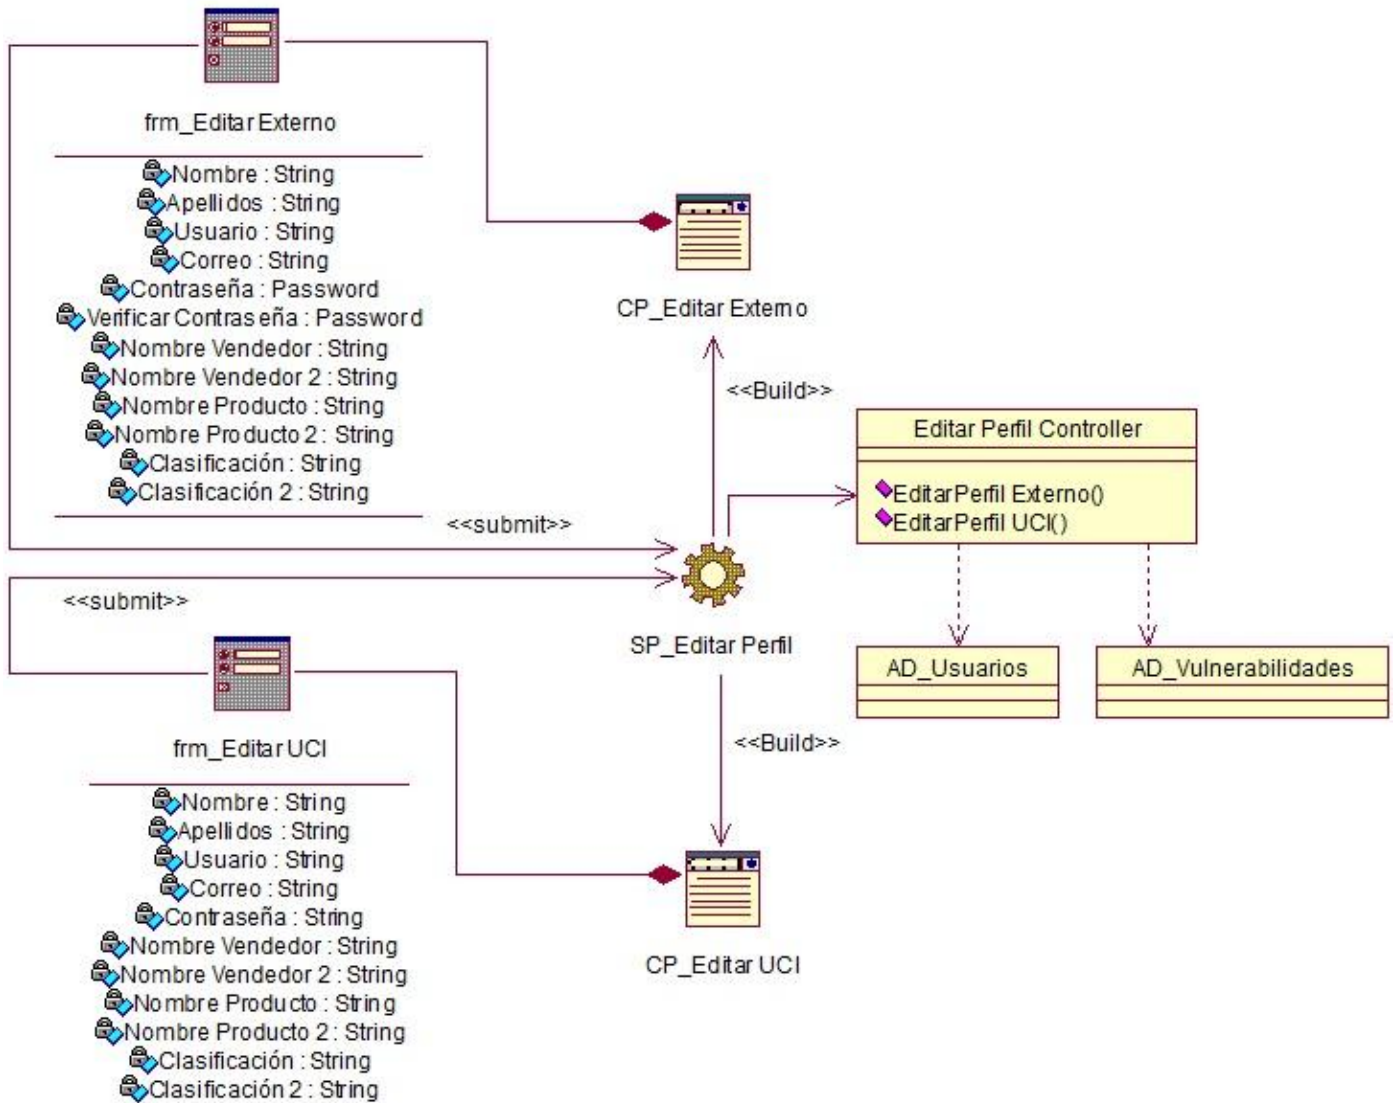 frm_Editar Externo
Nombre : String
Apellidos : String
Usuario : String
Correo : String
Contraseña : Password
Verificar Contraseña : Password
Nombre Vendedor : String
Nombre Vendedor 2 : String
Nombre Producto : String
Nombre Producto 2 : String
Clasificación : String
Clasificación 2 : String
CP_Editar Externo
<<Build>>
Editar Perfil Controller
EditarPerfil Externo()
EditarPerfil UCI()
<<submit>>
<<submit>>
SP_Editar Perfil
AD_Usuarios
AD_Vulnerabilidades
<<Build>>
frm_Editar UCI
Nombre : String
Apellidos : String
Usuario : String
Correo : String
Contraseña : String
Nombre Vendedor : String
Nombre Vendedor 2 : String
Nombre Producto : String
Nombre Producto 2 : String
Clasificación : String
Clasificación 2 : String
CP_Editar UCI